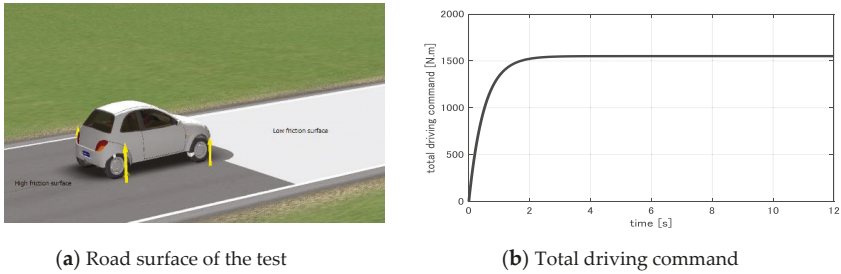 Low friction surface
High friction surface
(a) Road surface of the test
total driving command [N.m]
2000
1500
1000
500
0
0 2 4 6 8 10 12
time [s]
(b) Total driving command